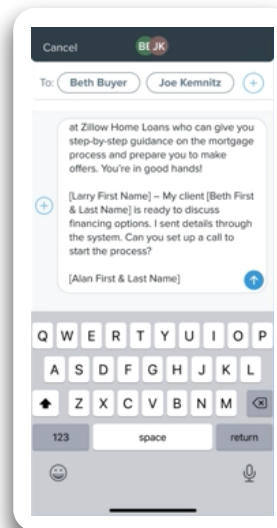 Cancel
BE JK
To: Beth Buyer Joe Kemnitz
at Zillow Home Loans who can give you
step-by-step guidance on the mortgage
process and prepare you to make
offers. You're in good hands!
[Larry First Name] – My client [Beth First
& Last Name] is ready to discuss
financing options. I sent details through
the system. Can you set up a call to
start the process?
[Alan First & Last Name]
Q W E R T Y U I O P
A S D F G H J K L
Z X C V B N M
123 space return